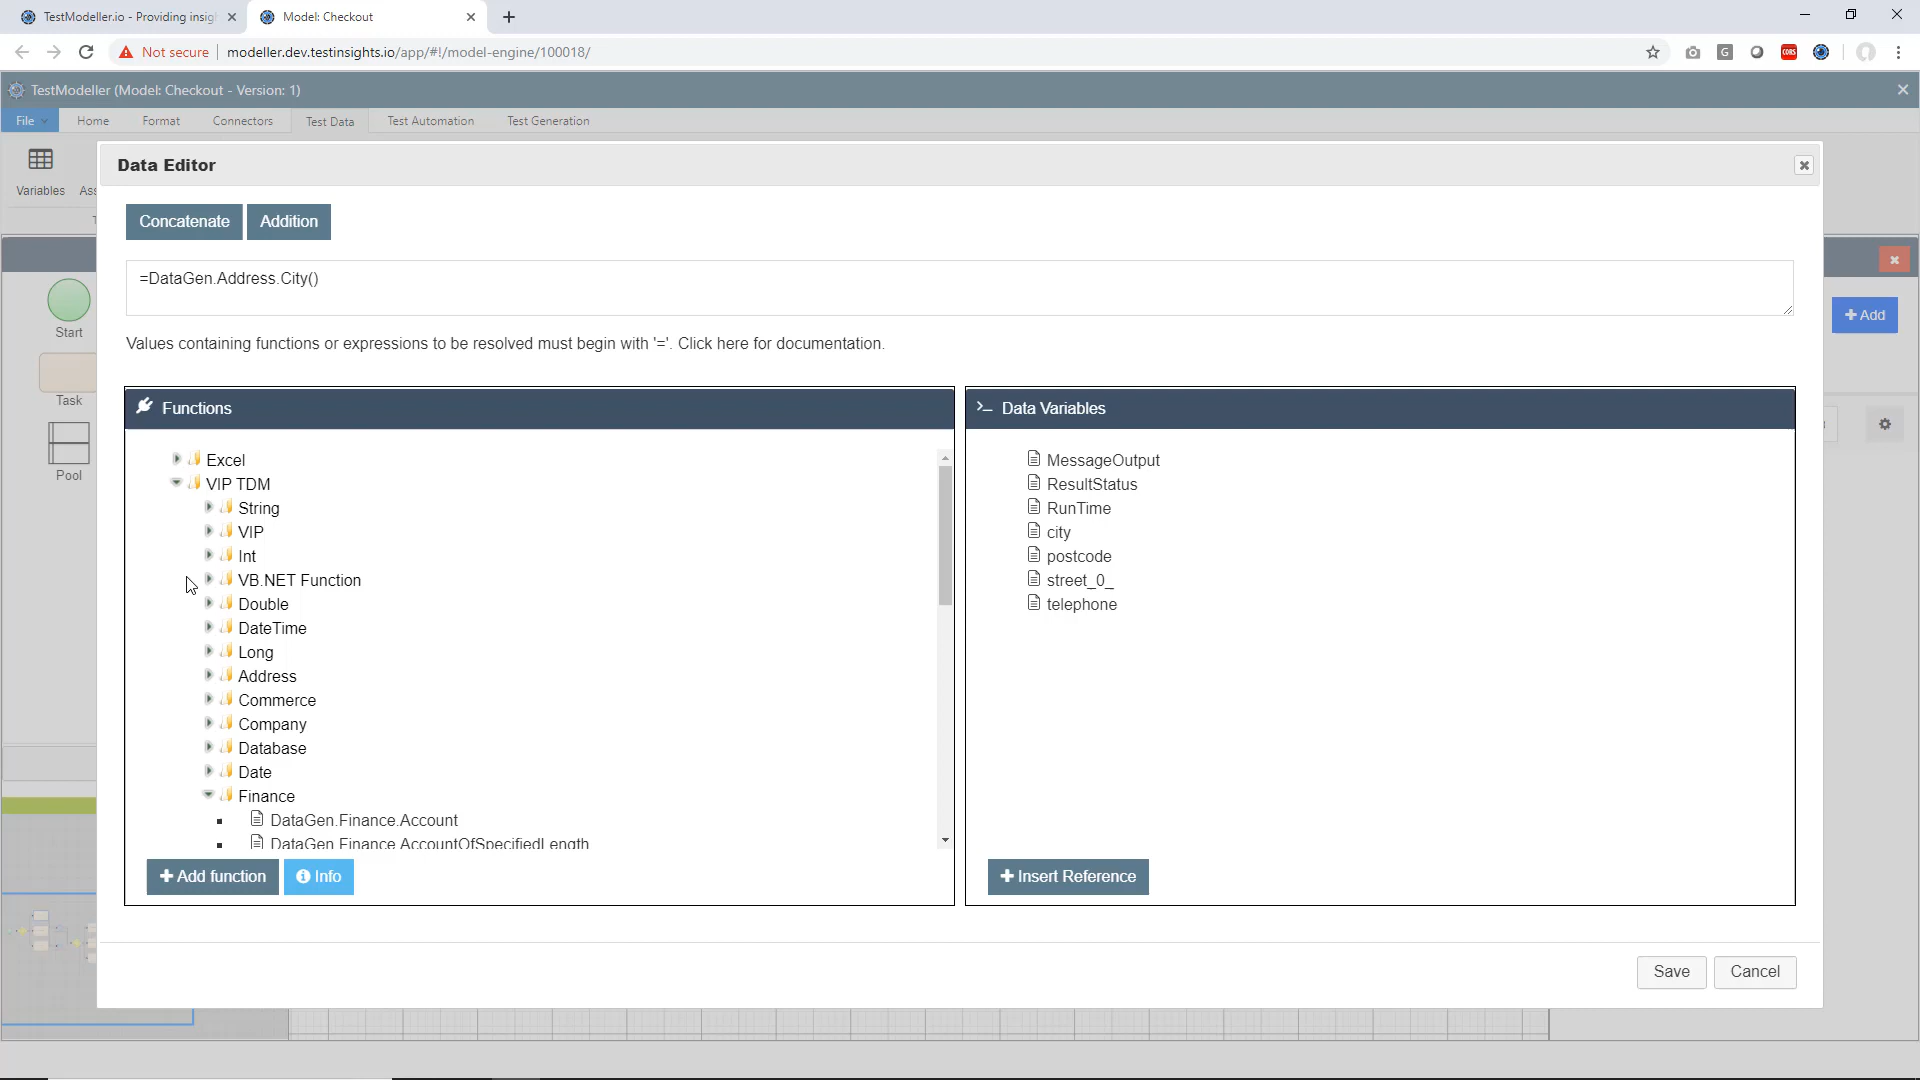 TestModeller.io - Providing insig
Model: Checkout
Not secure
modeller.dev.testinsights.io/app/#!/model-engine/100018/
G
CORS
TestModeller (Model: Checkout - Version: 1)
File
Home
Format
Connectors
Test Data
Test Automation
Test Generation
Variables
Ass
Data Editor
Concatenate
Addition
=DataGen.Address.City()
Values containing functions or expressions to be resolved must begin with '='. Click here for documentation.
Start
Task
Pool
Add
Functions
Excel
VIP TDM
String
VIP
Int
VB.NET Function
Double
DateTime
Long
Address
Commerce
Company
Database
Date
Finance
DataGen.Finance.Account
DataGen.Finance.AccountOfSpecifiedLength
Add function
Info
Data Variables
MessageOutput
ResultStatus
RunTime
city
postcode
street_0_
telephone
Insert Reference
Save
Cancel